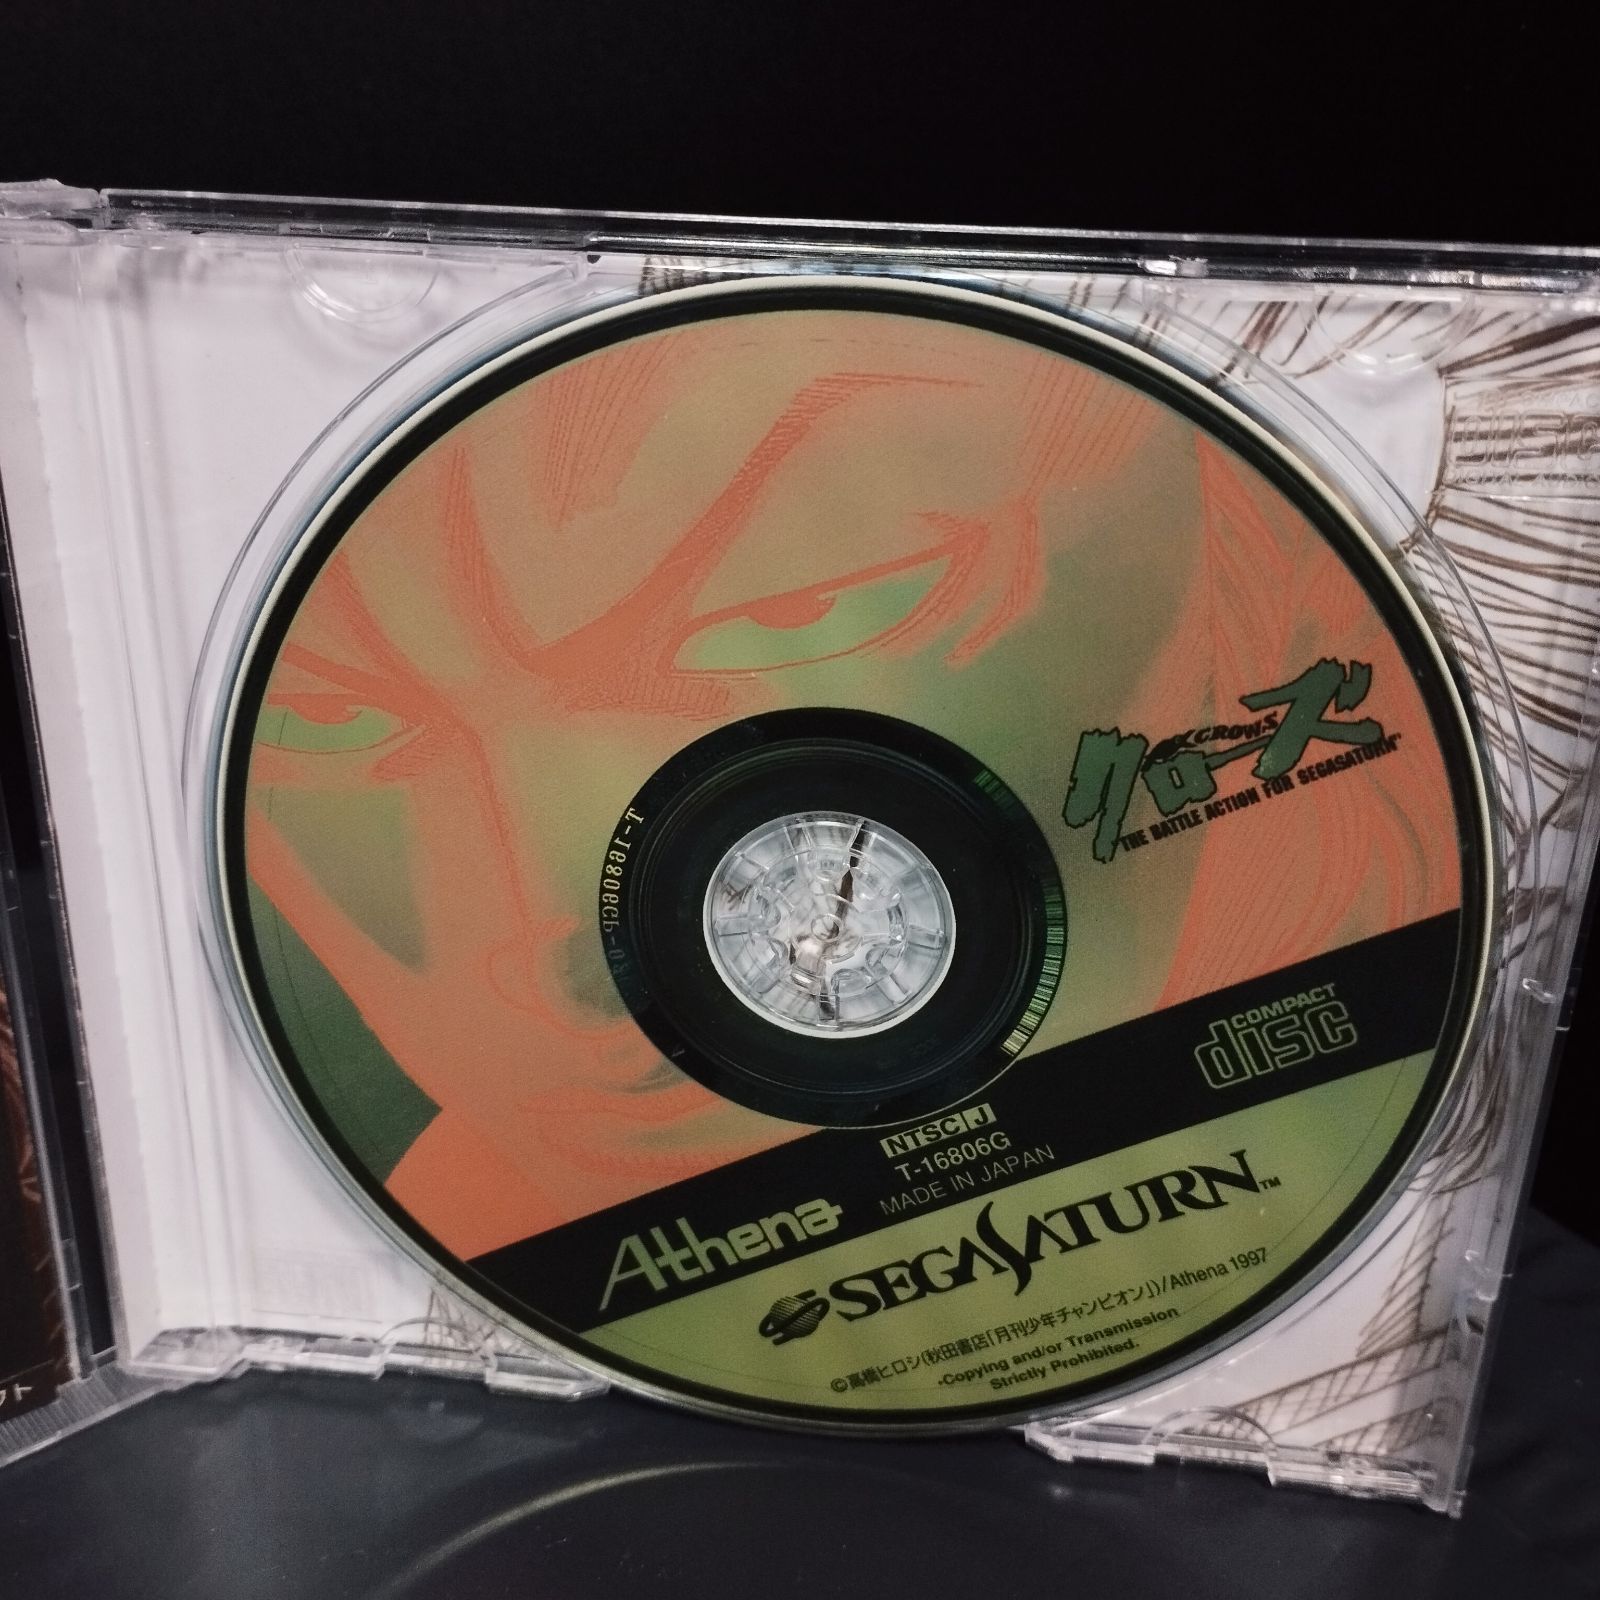 クローズ
CROWS
THE BATTLE ACTION FOR SEGASATURN"
COMPACT
disc
NTSC J
T-16806G
MADE IN JAPAN
Athena
SEGA SATURN™
©高橋ヒロシ(秋田書店「月刊少年チャンピオン」)/Athena 1997
-Copying and/or Transmission
Strictly Prohibited.